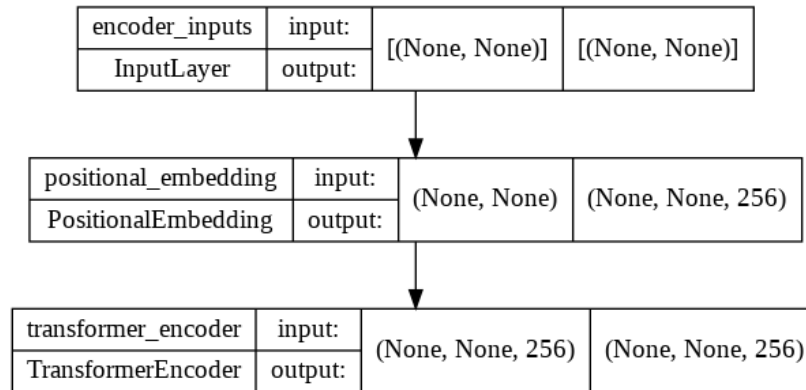 encoder_inputs input: [(None, None)] [(None, None)]
InputLayer output:
positional_embedding input: (None, None) (None, None, 256)
PositionalEmbedding output:
transformer_encoder input: (None, None, 256) (None, None, 256)
TransformerEncoder output: